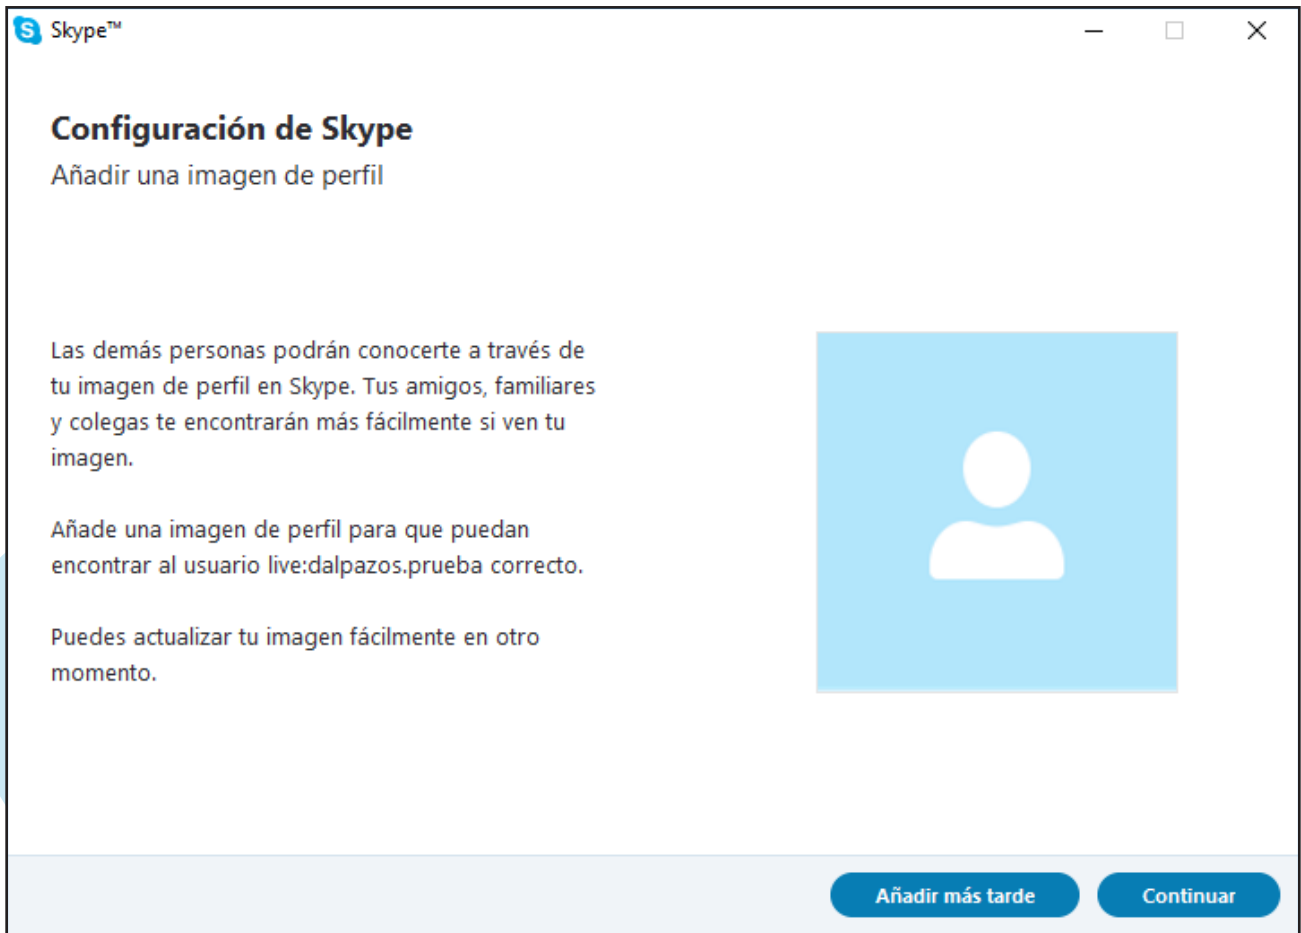 Skype™
Configuración de Skype
Añadir una imagen de perfil
Las demás personas podrán conocerte a través de
tu imagen de perfil en Skype. Tus amigos, familiares
y colegas te encontrarán más fácilmente si ven tu
imagen.
Añade una imagen de perfil para que puedan
encontrar al usuario live:dalpazos.prueba correcto.
Puedes actualizar tu imagen fácilmente en otro
momento.
Añadir más tarde
Continuar